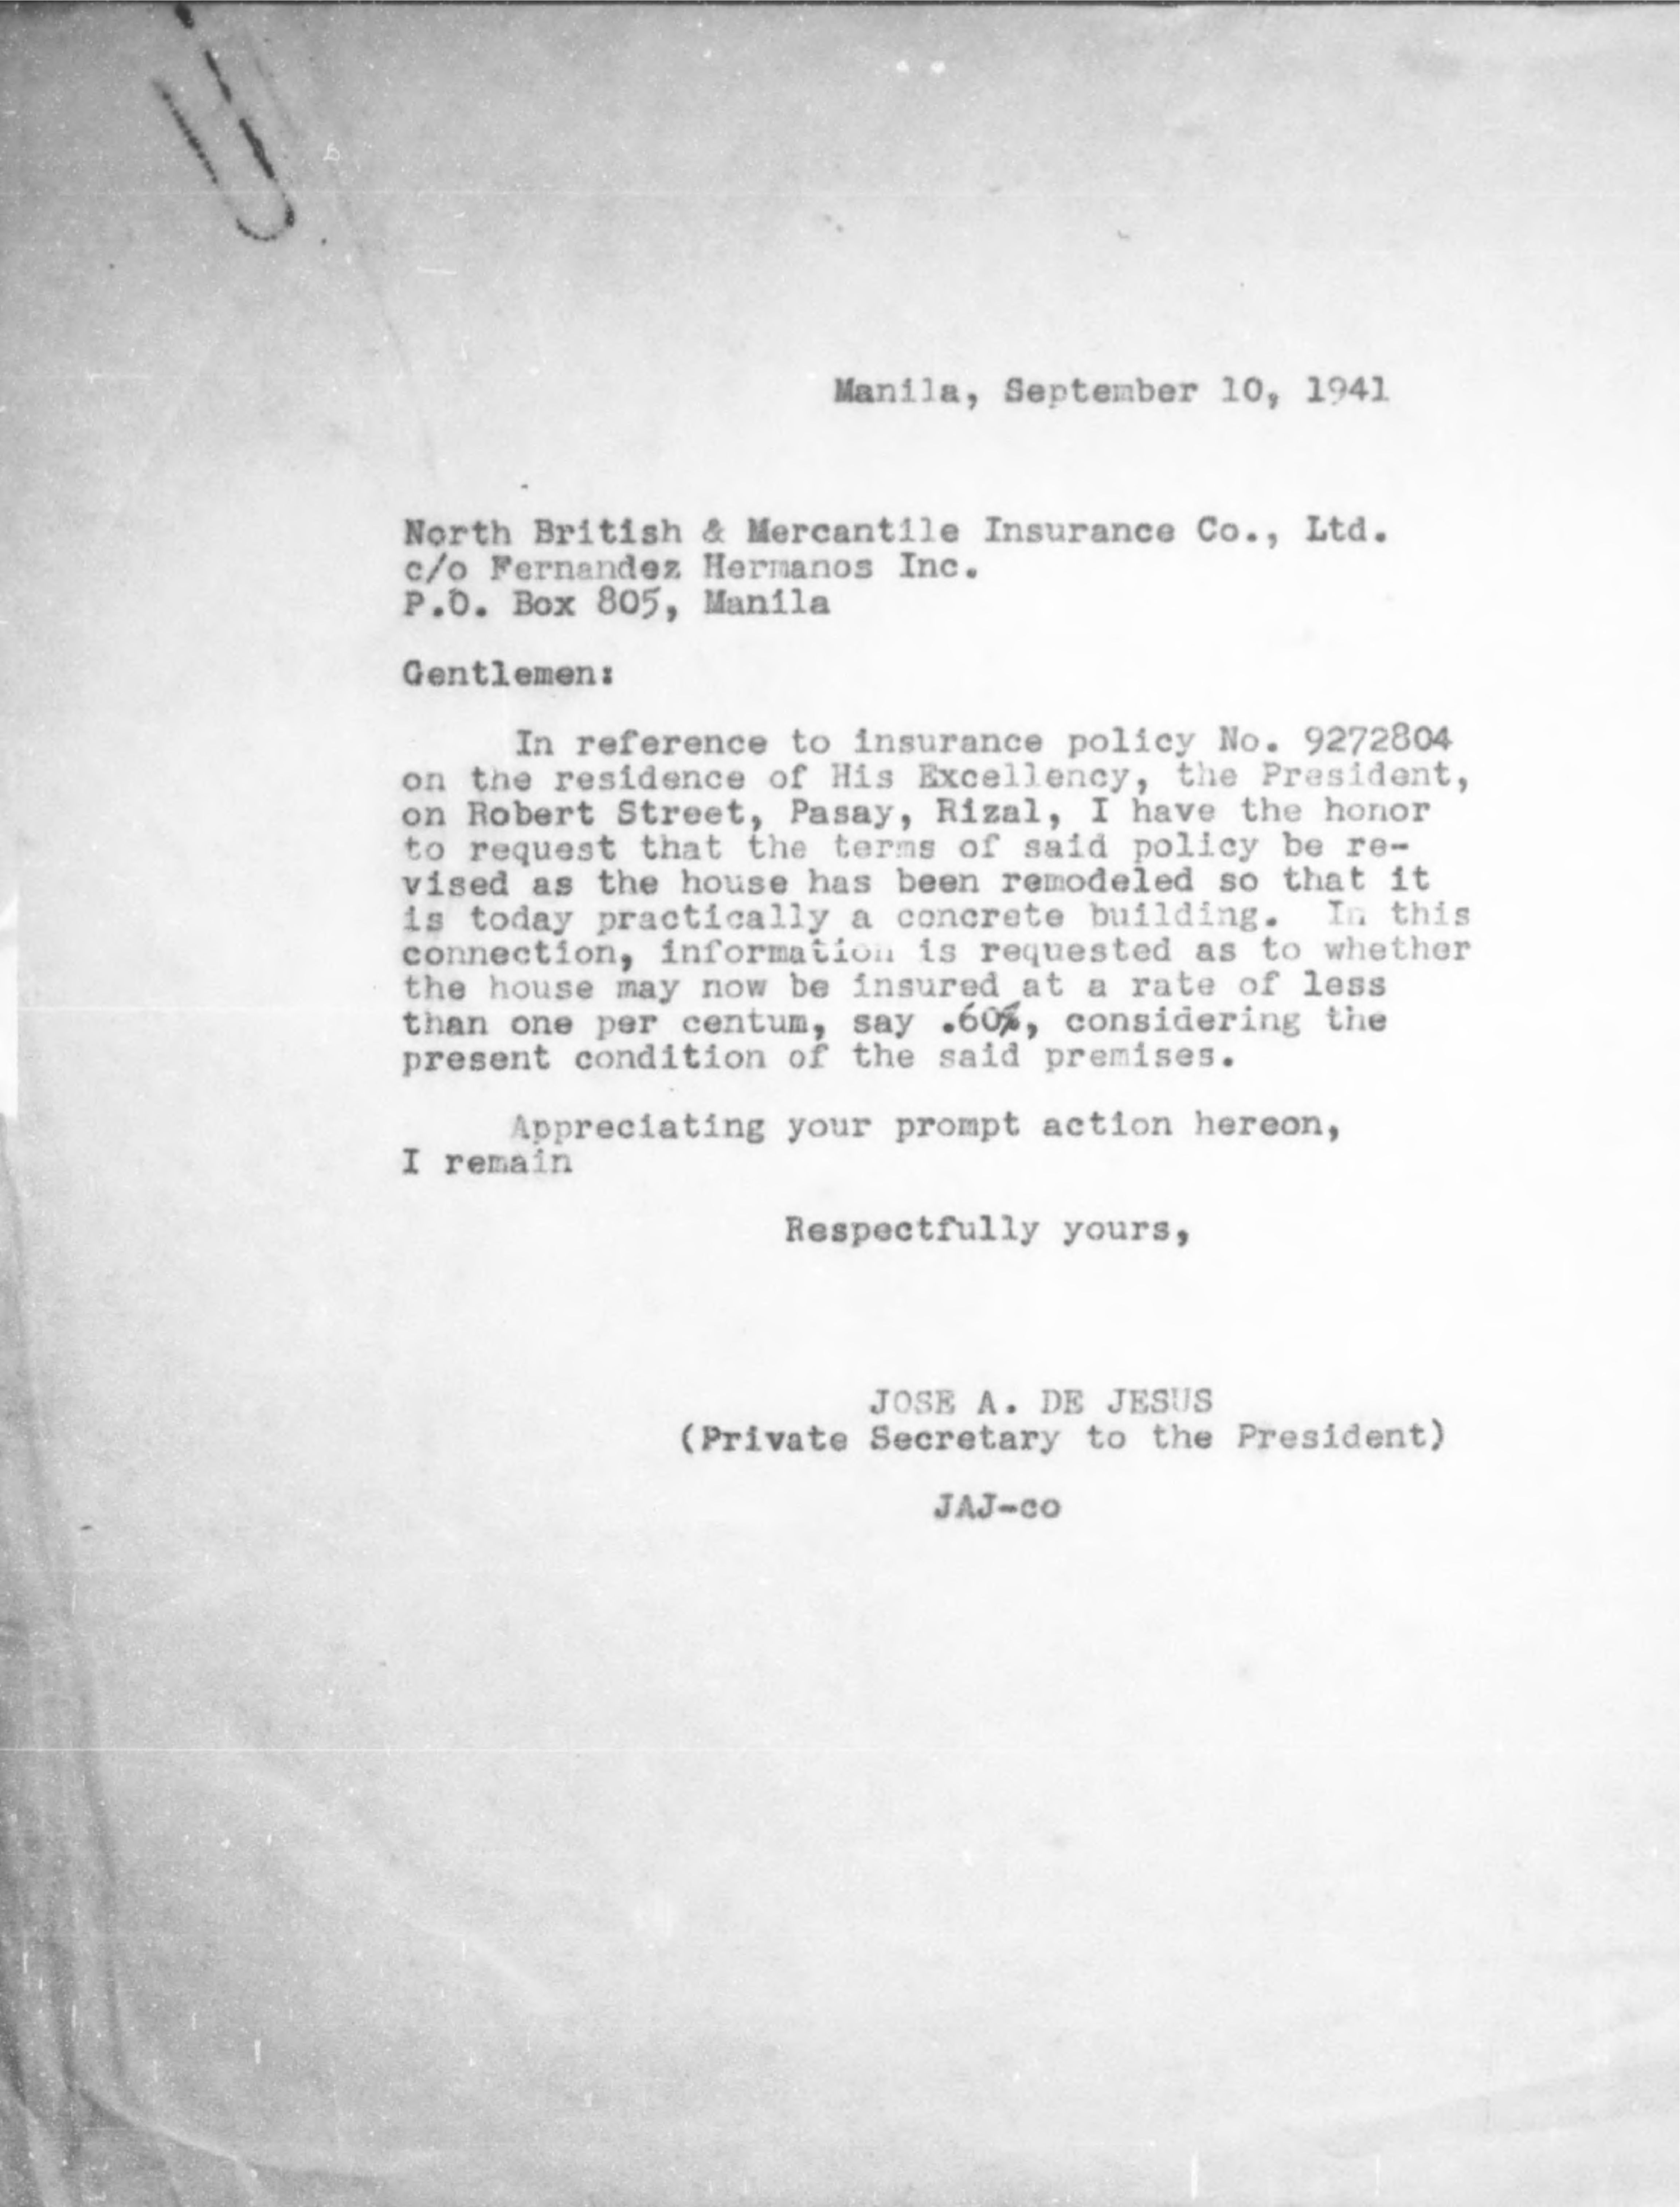 Manila, September 10, 1941
North British & Mercantile Insurance Co., Ltd.
c/o Fernandez Hermanos Inc.
P.O. Box 805, Manila
Gentlemen:
In reference to insurance policy No. 9272804
on the residence of His Excellency, the President,
on Robert Street, Pasay, Rizal, I have the honor
to request that the terms of said policy be re-
vised as the house has been remodeled so that it
is today practically a concrete building. In this
connection, information is requested as to whether
the house may now be insured at a rate of less
than one per centum, say .60%, considering the
present condition of the said premises.
Appreciating your prompt action hereon,
I remain
Respectfully yours,
JOSE A. DE JESUS
(Private Secretary to the President)
JAJ-co